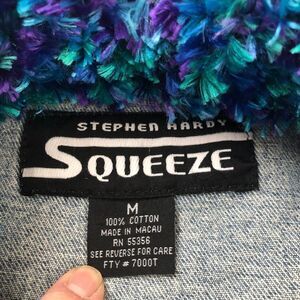 STEPHEN HARDY
SQUEEZE
M
100% COTTON
MADE IN MACAU
RN 55356
SEE REVERSE FOR CARE
FTY # 7000T